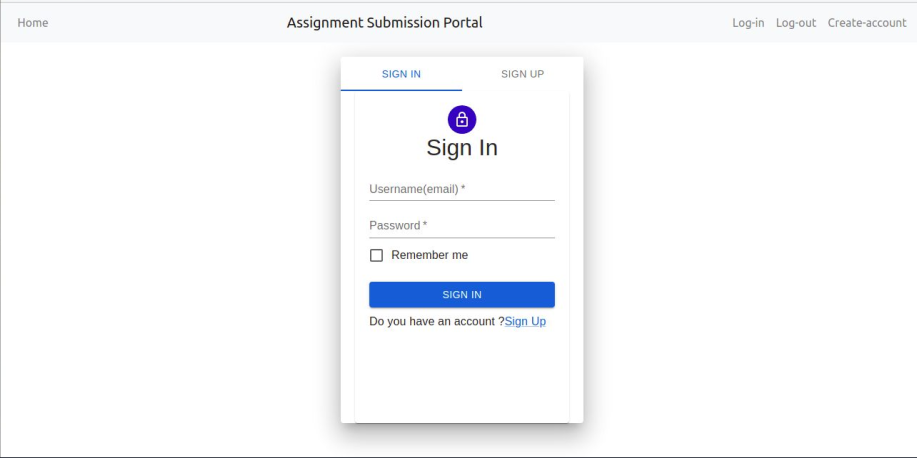 Home Assignment Submission Portal Log-in Log-out Create-account
SIGN IN SIGN UP
Sign In
Username(email) *
Password *
Remember me
SIGN IN
Do you have an account ?Sign Up